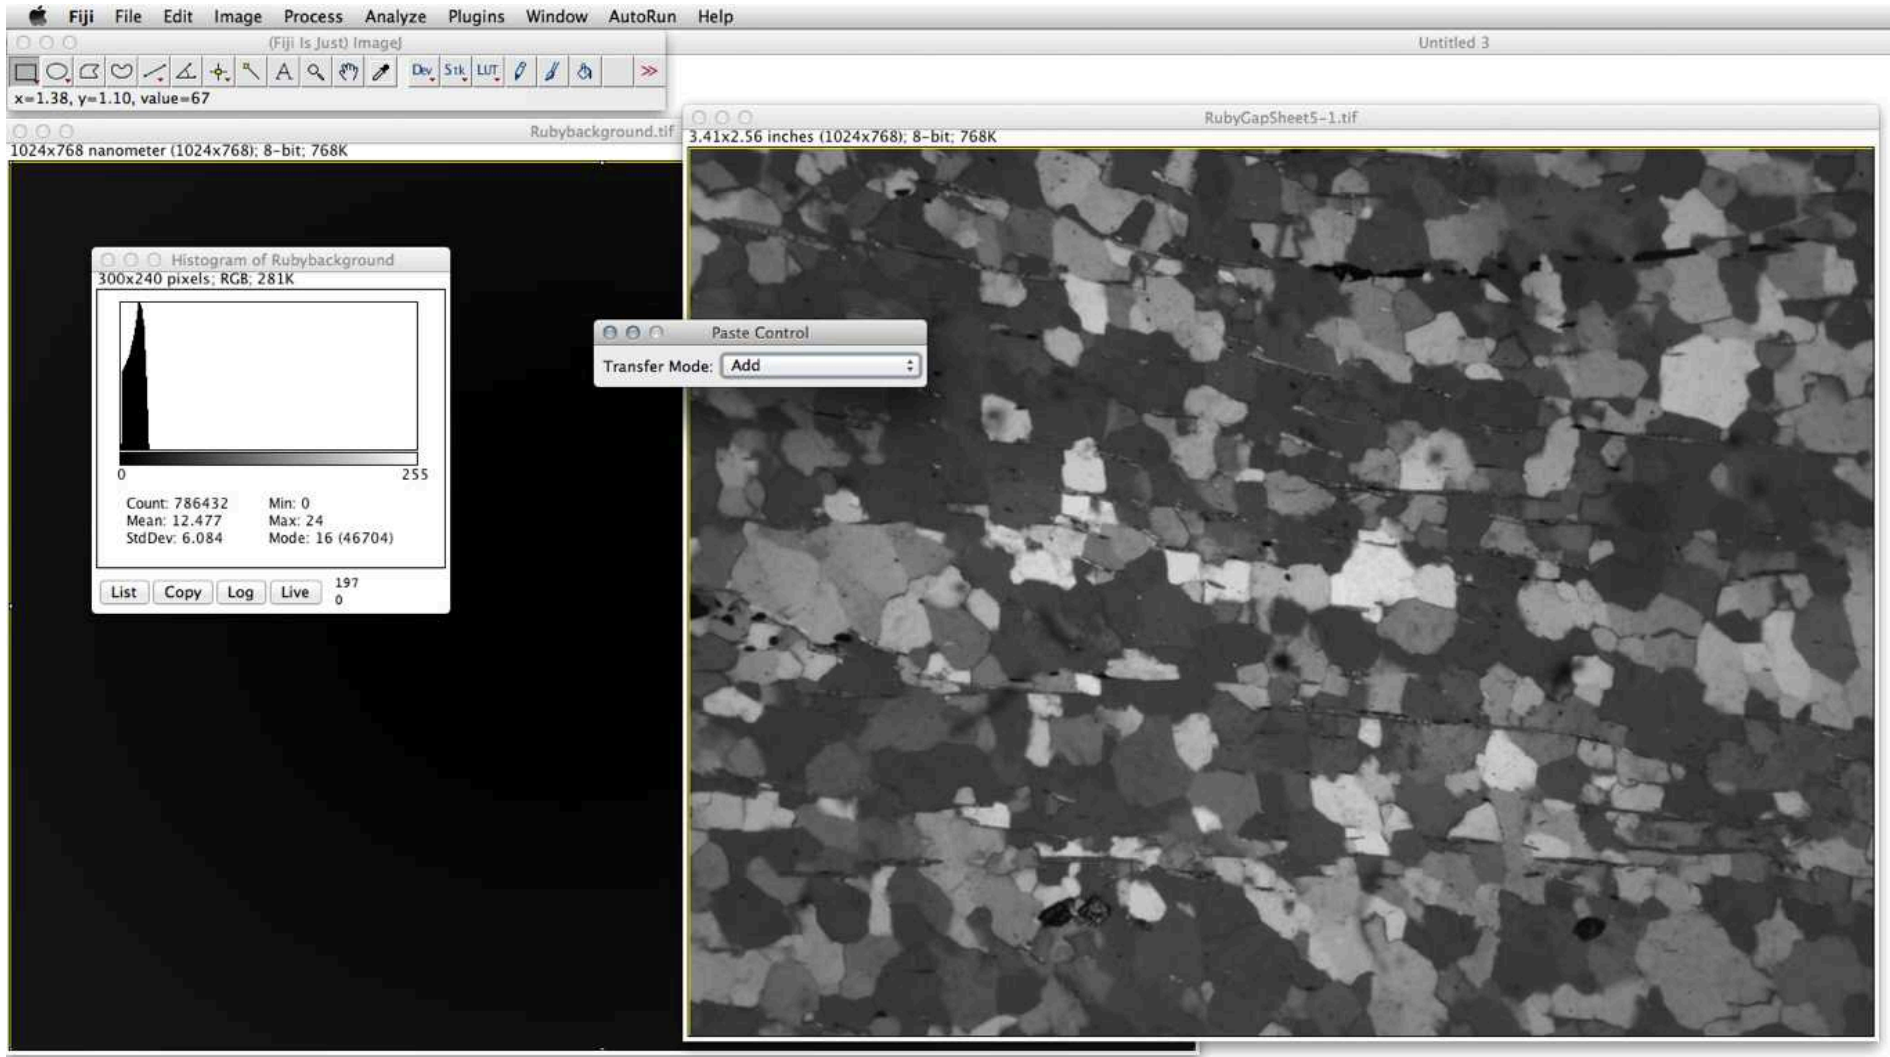 Fiji File Edit Image Process Analyze Plugins Window AutoRun Help
(Fiji Is Just) ImageJ
Untitled 3
Dev Stk LUT >>
x=1.38, y=1.10, value=67
Rubybackground.tif
1024x768 nanometer (1024x768); 8-bit; 768K
RubyGapSheet5-1.tif
3.41x2.56 inches (1024x768); 8-bit; 768K
Histogram of Rubybackground
300x240 pixels; RGB; 281K
0 255
Count: 786432 Min: 0
Mean: 12.477 Max: 24
StdDev: 6.084 Mode: 16 (46704)
List Copy Log Live 197
0
Paste Control
Transfer Mode: Add